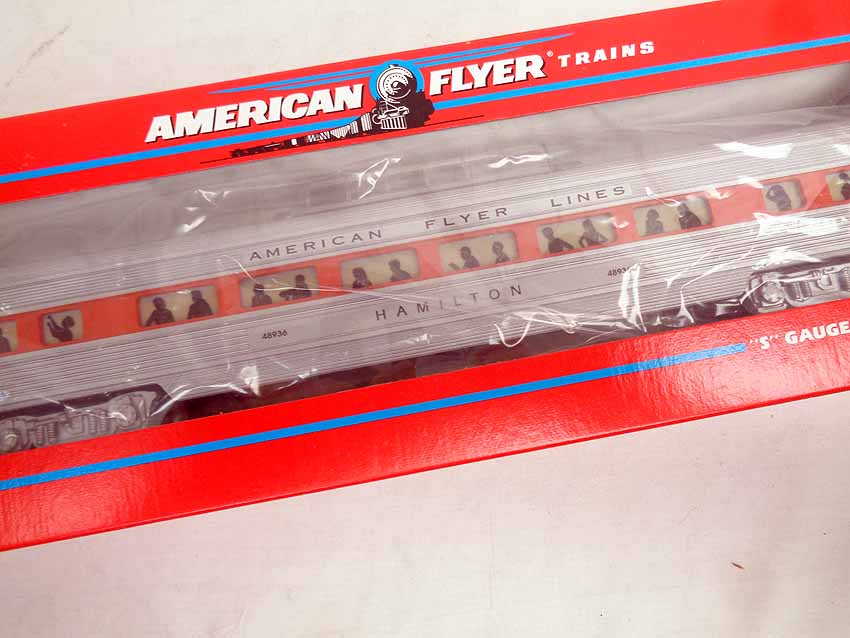 AMERICAN FLYER® TRAINS
AMERICAN FLYER LINES
HAMILTON
48936
"S" GAUGE